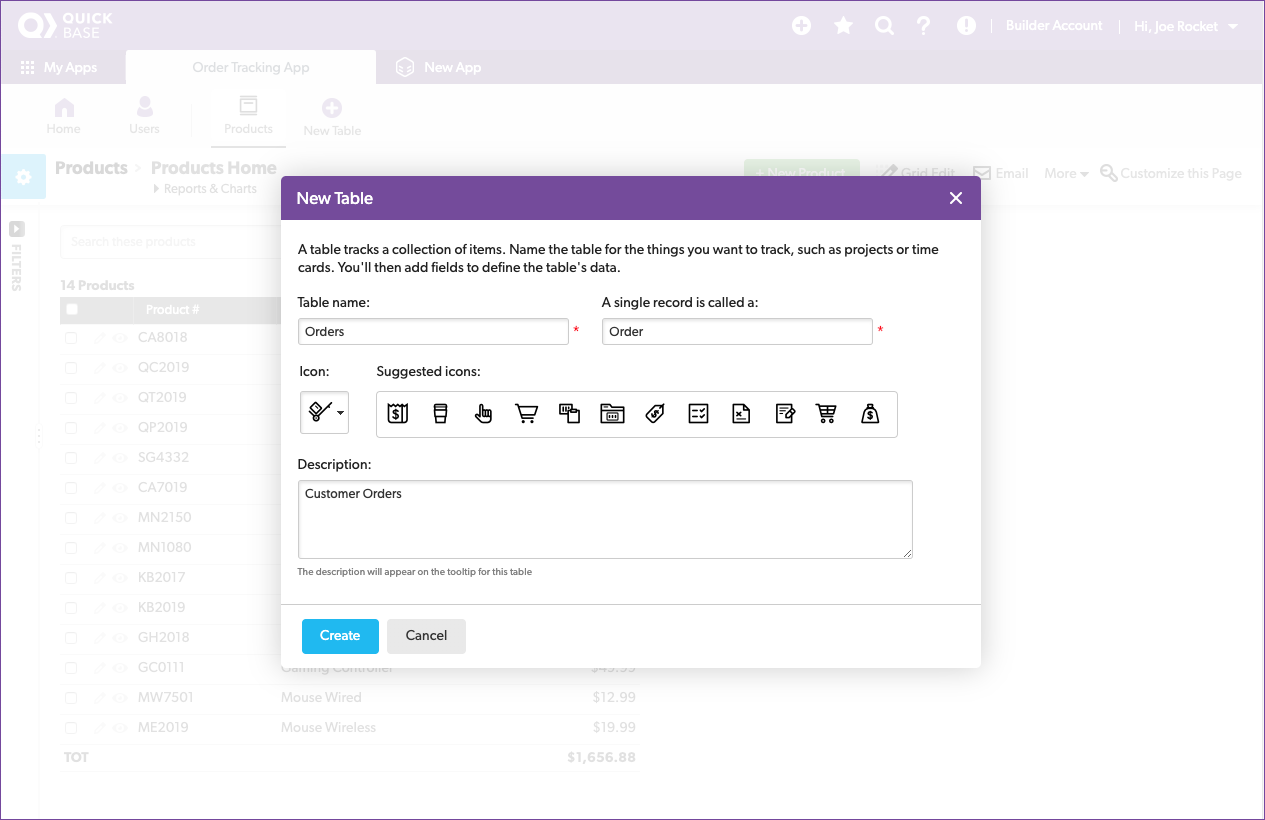 QUICK
BASE
Builder Account
Hi, Joe Rocket
My Apps
Order Tracking App
New App
Home
Users
Products
New Table
Products
Products Home
Reports & Charts
+ New Product
Grid Edit
Email
More
Customize this Page
FILTERS
Search these products
14 Products
Product #
CA8018
QC2019
QT2019
QP2019
SG4332
CA7019
MN2150
MN1080
KB2017
KB2019
GH2018
GC0111 Gaming Controller $49.99
MW7501 Mouse Wired $12.99
ME2019 Mouse Wireless $19.99
TOT $1,656.88
New Table
A table tracks a collection of items. Name the table for the things you want to track, such as projects or time
cards. You'll then add fields to define the table's data.
Table name: A single record is called a:
Orders * Order *
Icon: Suggested icons:
Description:
Customer Orders
The description will appear on the tooltip for this table
Create Cancel